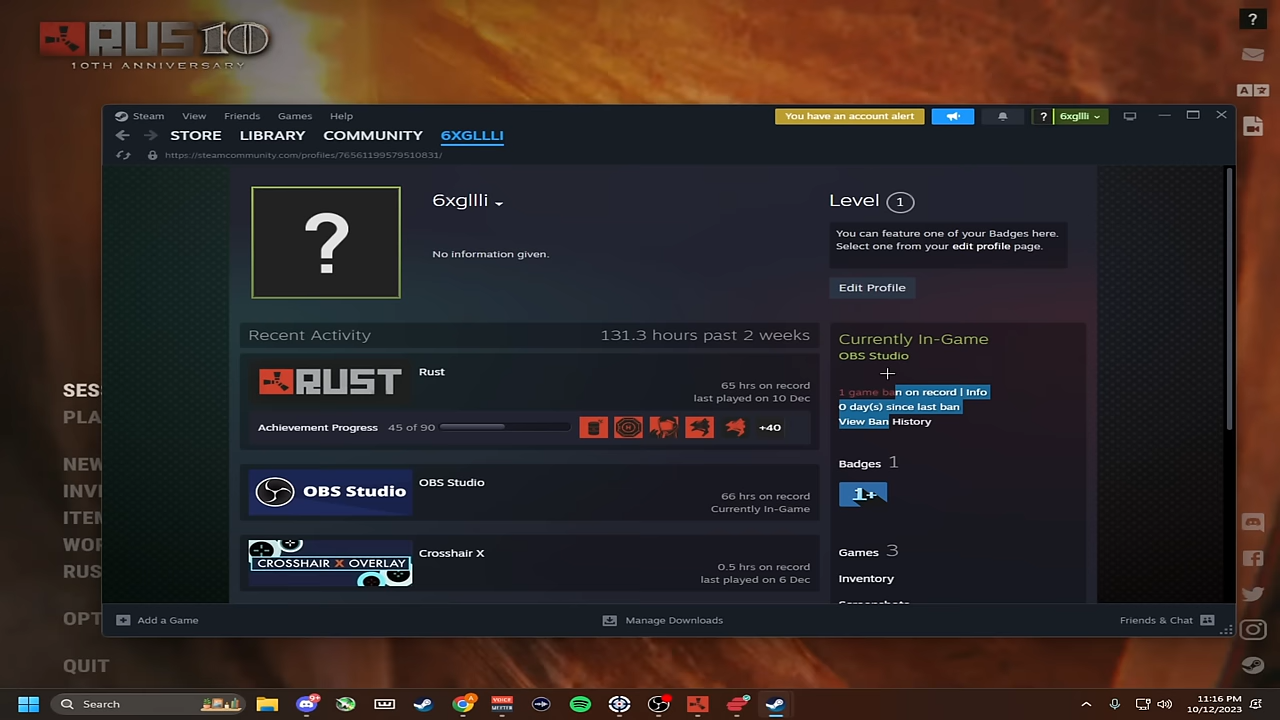 RUST 10
10TH ANNIVERSARY
?
Steam View Friends Games Help
You have an account alert
? 6xgllli
STORE LIBRARY COMMUNITY 6XGLLLI
https://steamcommunity.com/profiles/76561199579510831/
?
6xgllli
No information given.
Level 1
You can feature one of your Badges here.
Select one from your edit profile page.
Edit Profile
Recent Activity 131.3 hours past 2 weeks
RUST
Rust
65 hrs on record
last played on 10 Dec
Achievement Progress 45 of 90 +40
OBS Studio
OBS Studio
66 hrs on record
Currently In-Game
CROSSHAIR X OVERLAY
Crosshair X
0.5 hrs on record
last played on 6 Dec
Currently In-Game
OBS Studio
1 game ban on record | Info
0 day(s) since last ban
View Ban History
Badges 1
1+
Games 3
Inventory
Screenshots
Add a Game
Manage Downloads
Friends & Chat
SES
PLA
NEW
INV
ITEM
WOR
RUS
OPT
QUIT
Search
11:16 PM
10/12/2023